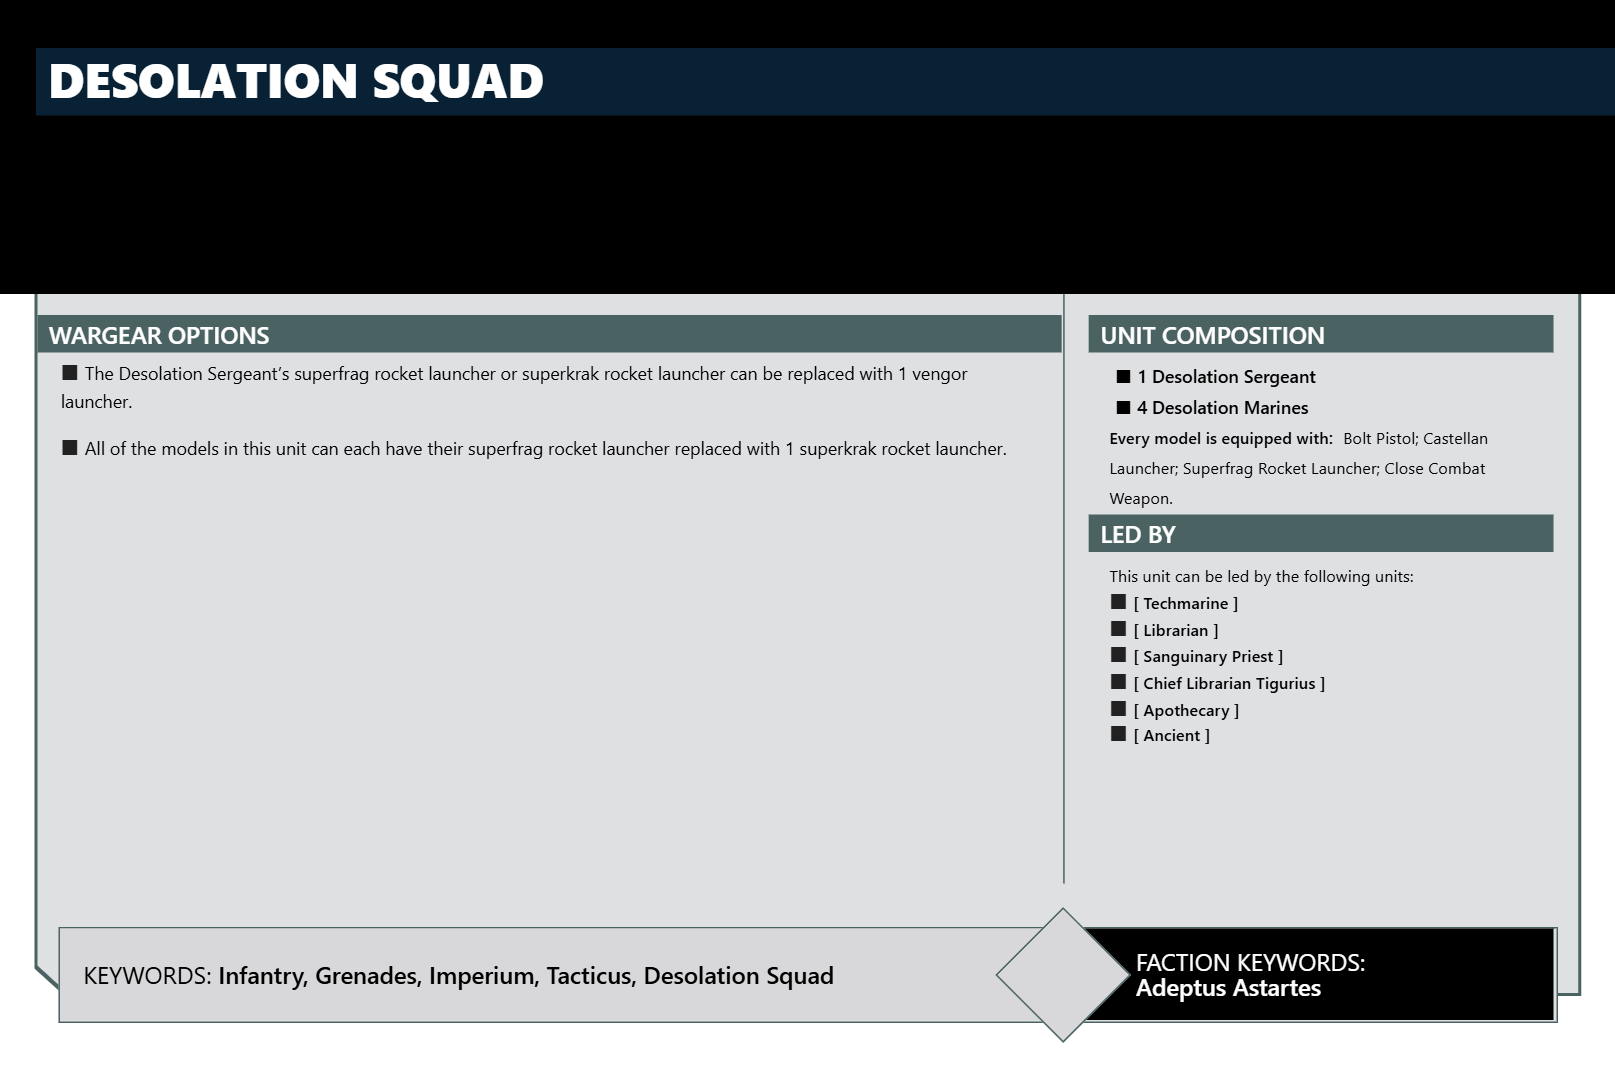 DESOLATION SQUAD
WARGEAR OPTIONS
■ The Desolation Sergeant’s superfrag rocket launcher or superkrak rocket launcher can be replaced with 1 vengor
launcher.
■ All of the models in this unit can each have their superfrag rocket launcher replaced with 1 superkrak rocket launcher.
UNIT COMPOSITION
■ 1 Desolation Sergeant
■ 4 Desolation Marines
Every model is equipped with: Bolt Pistol; Castellan
Launcher; Superfrag Rocket Launcher; Close Combat
Weapon.
LED BY
This unit can be led by the following units:
■ [ Techmarine ]
■ [ Librarian ]
■ [ Sanguinary Priest ]
■ [ Chief Librarian Tigurius ]
■ [ Apothecary ]
■ [ Ancient ]
KEYWORDS: Infantry, Grenades, Imperium, Tacticus, Desolation Squad
FACTION KEYWORDS:
Adeptus Astartes